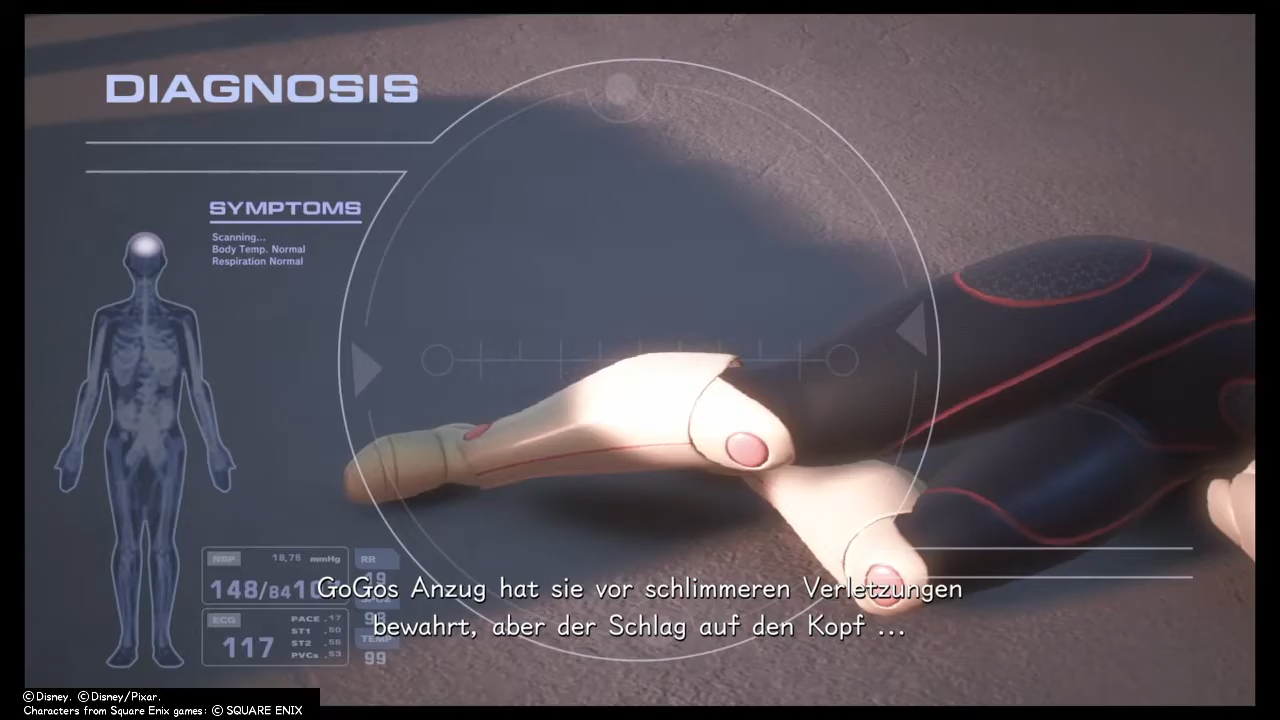 DIAGNOSIS
SYMPTOMS
Scanning...
Body Temp. Normal
Respiration Normal
NBP 18,75 mmHg
148/84
RR
ECG
117
PACE .17
ST1 .50
ST2 .56
PVCs .53
TEMP
99
GoGos Anzug hat sie vor schlimmeren Verletzungen
bewahrt, aber der Schlag auf den Kopf ...
©Disney. ©Disney/Pixar.
Characters from Square Enix games: © SQUARE ENIX